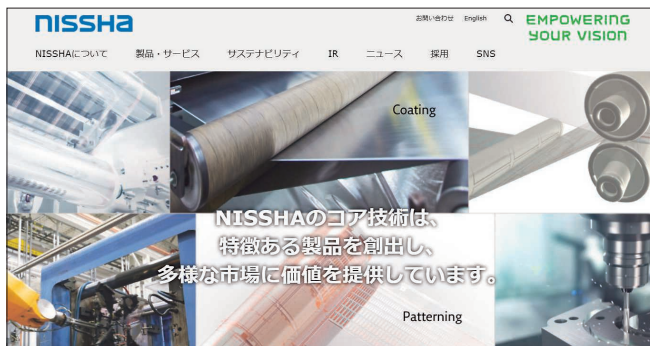 NISSHA
お問い合わせ English
EMPOWERING
YOUR VISION
NISSHAについて 製品・サービス サステナビリティ IR ニュース 採用 SNS
Coating
NISSHAのコア技術は、
特徴ある製品を創出し、
多様な市場に価値を提供しています。
Patterning